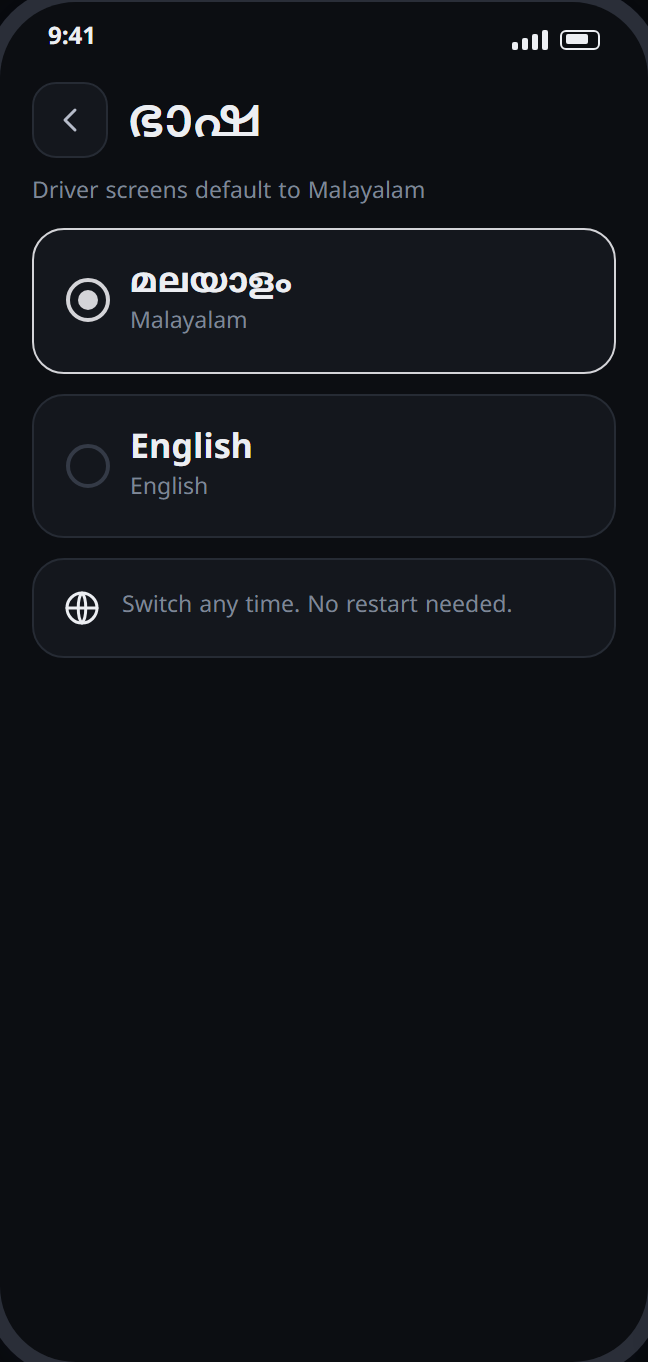 9:41
ഭാഷ
Driver screens default to Malayalam
മലയാളം
Malayalam
English
English
Switch any time. No restart needed.